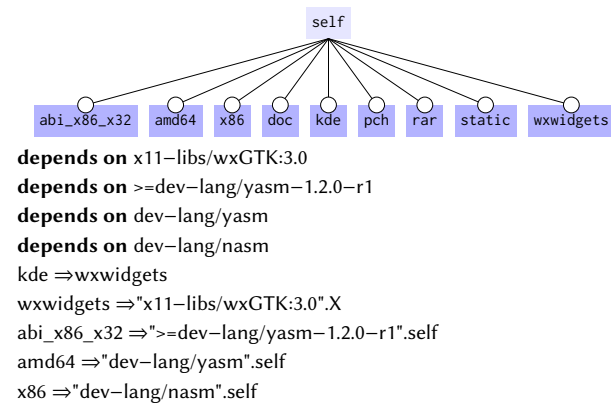 self
abi_x86_x32 amd64 x86 doc kde pch rar static wxwidgets
depends on x11−libs/wxGTK:3.0
depends on >=dev−lang/yasm−1.2.0−r1
depends on dev−lang/yasm
depends on dev−lang/nasm
kde ⇒wxwidgets
wxwidgets ⇒"x11−libs/wxGTK:3.0".X
abi_x86_x32 ⇒">=dev−lang/yasm−1.2.0−r1".self
amd64 ⇒"dev−lang/yasm".self
x86 ⇒"dev−lang/nasm".self